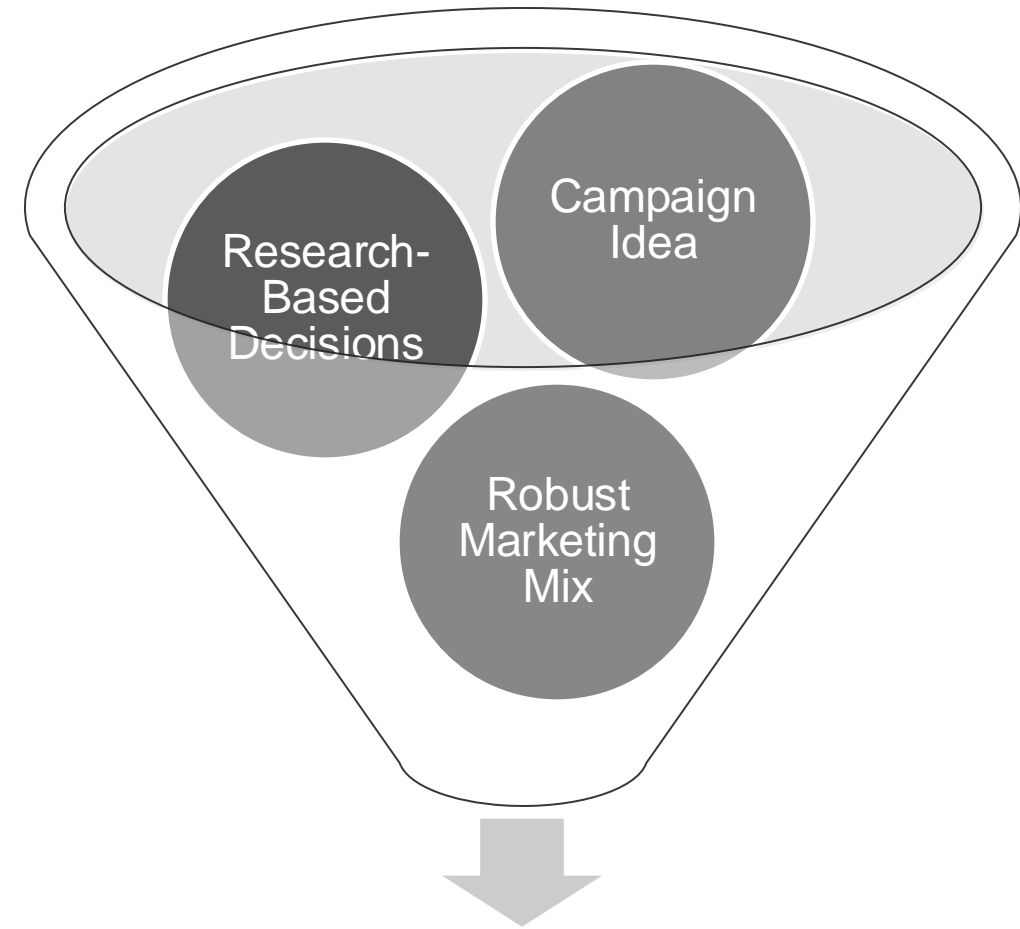 Campaign
Idea
Research-
Based
Decisions
Robust
Marketing
Mix